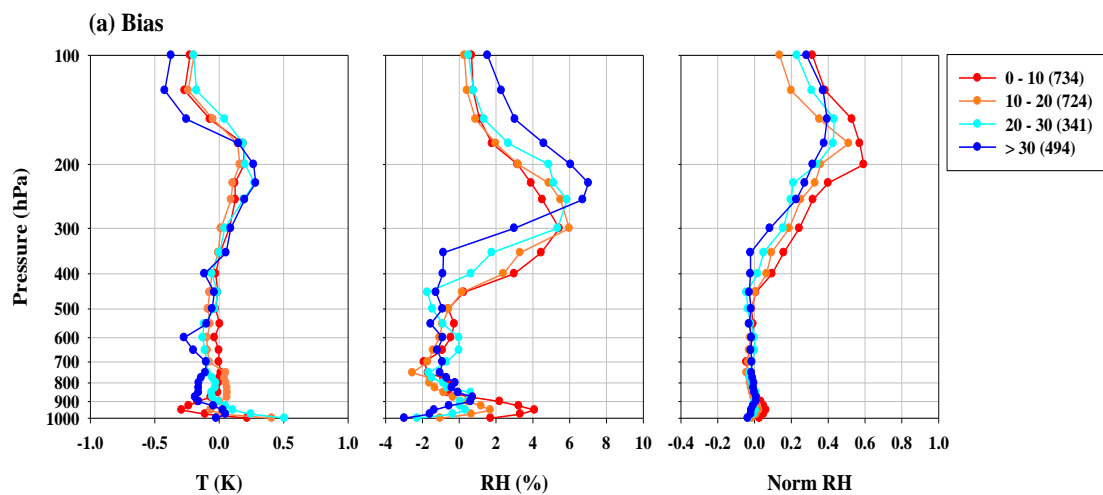 (a) Bias
Pressure (hPa)
100
200
300
400
500
600
700
800
900
1000
-1.0 -0.5 0.0 0.5 1.0
T (K)
-4 -2 0 2 4 6 8 10
RH (%)
-0.4 -0.2 0.0 0.2 0.4 0.6 0.8 1.0
Norm RH
0 - 10 (734)
10 - 20 (724)
20 - 30 (341)
> 30 (494)